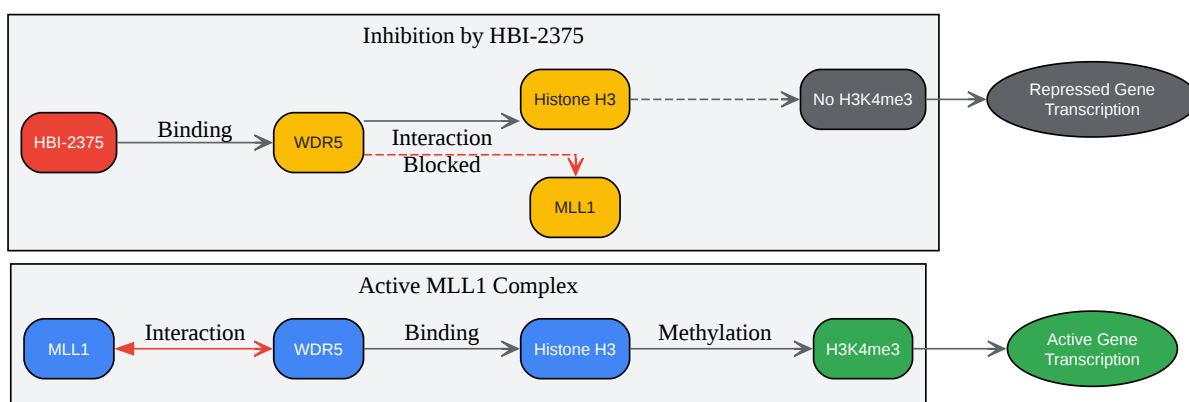 Inhibition by HBI-2375
HBI-2375
Binding
WDR5
Interaction
Blocked
Histone H3
MLL1
No H3K4me3
Repressed Gene
Transcription
Active MLL1 Complex
MLL1
Interaction
WDR5
Binding
Histone H3
Methylation
H3K4me3
Active Gene
Transcription